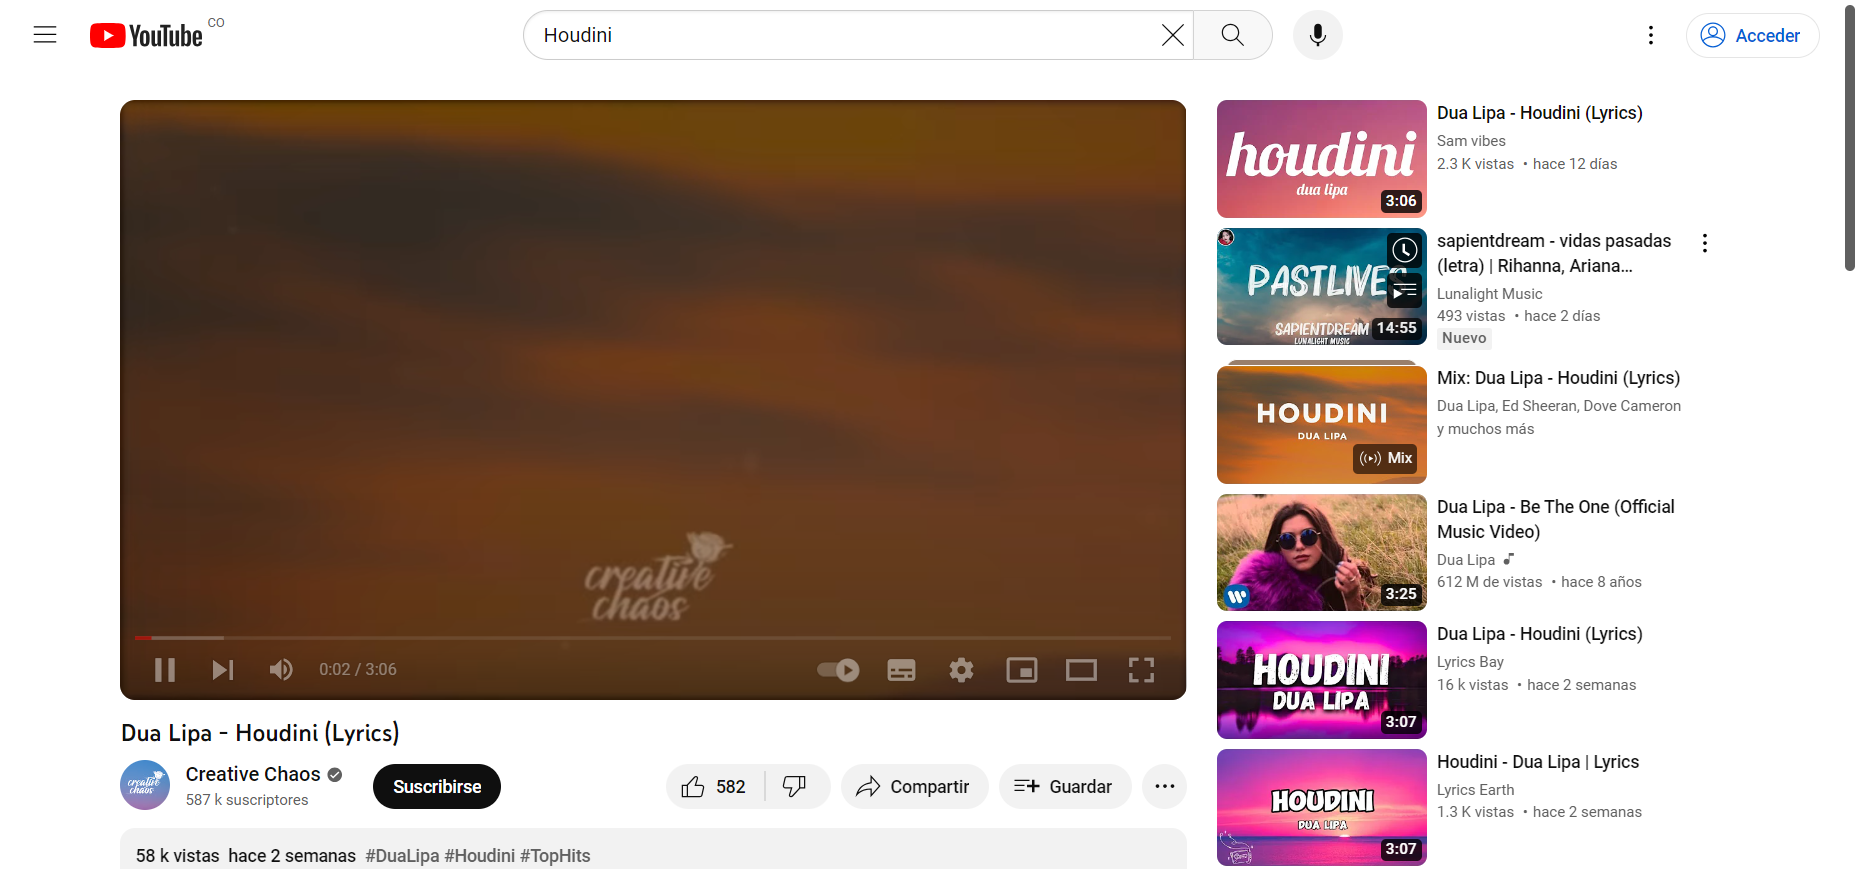 YouTube CO
Houdini
Acceder
creative
chaos
0:02 / 3:06
Dua Lipa - Houdini (Lyrics)
creative
chaos
Creative Chaos
587 k suscriptores
Suscribirse
582
Compartir
Guardar
58 k vistas hace 2 semanas #DuaLipa #Houdini #TopHits
houdini
dua lipa
3:06
Dua Lipa - Houdini (Lyrics)
Sam vibes
2.3 K vistas • hace 12 días
PASTLIVES
SAPIENTDREAM
LUNALIGHT MUSIC
14:55
sapientdream - vidas pasadas
(letra) | Rihanna, Ariana...
Lunalight Music
493 vistas • hace 2 días
Nuevo
HOUDINI
DUA LIPA
Mix
Mix: Dua Lipa - Houdini (Lyrics)
Dua Lipa, Ed Sheeran, Dove Cameron
y muchos más
3:25
Dua Lipa - Be The One (Official
Music Video)
Dua Lipa
612 M de vistas • hace 8 años
HOUDINI
DUA LIPA
3:07
Dua Lipa - Houdini (Lyrics)
Lyrics Bay
16 k vistas • hace 2 semanas
HOUDINI
DUA LIPA
3:07
Houdini - Dua Lipa | Lyrics
Lyrics Earth
1.3 K vistas • hace 2 semanas